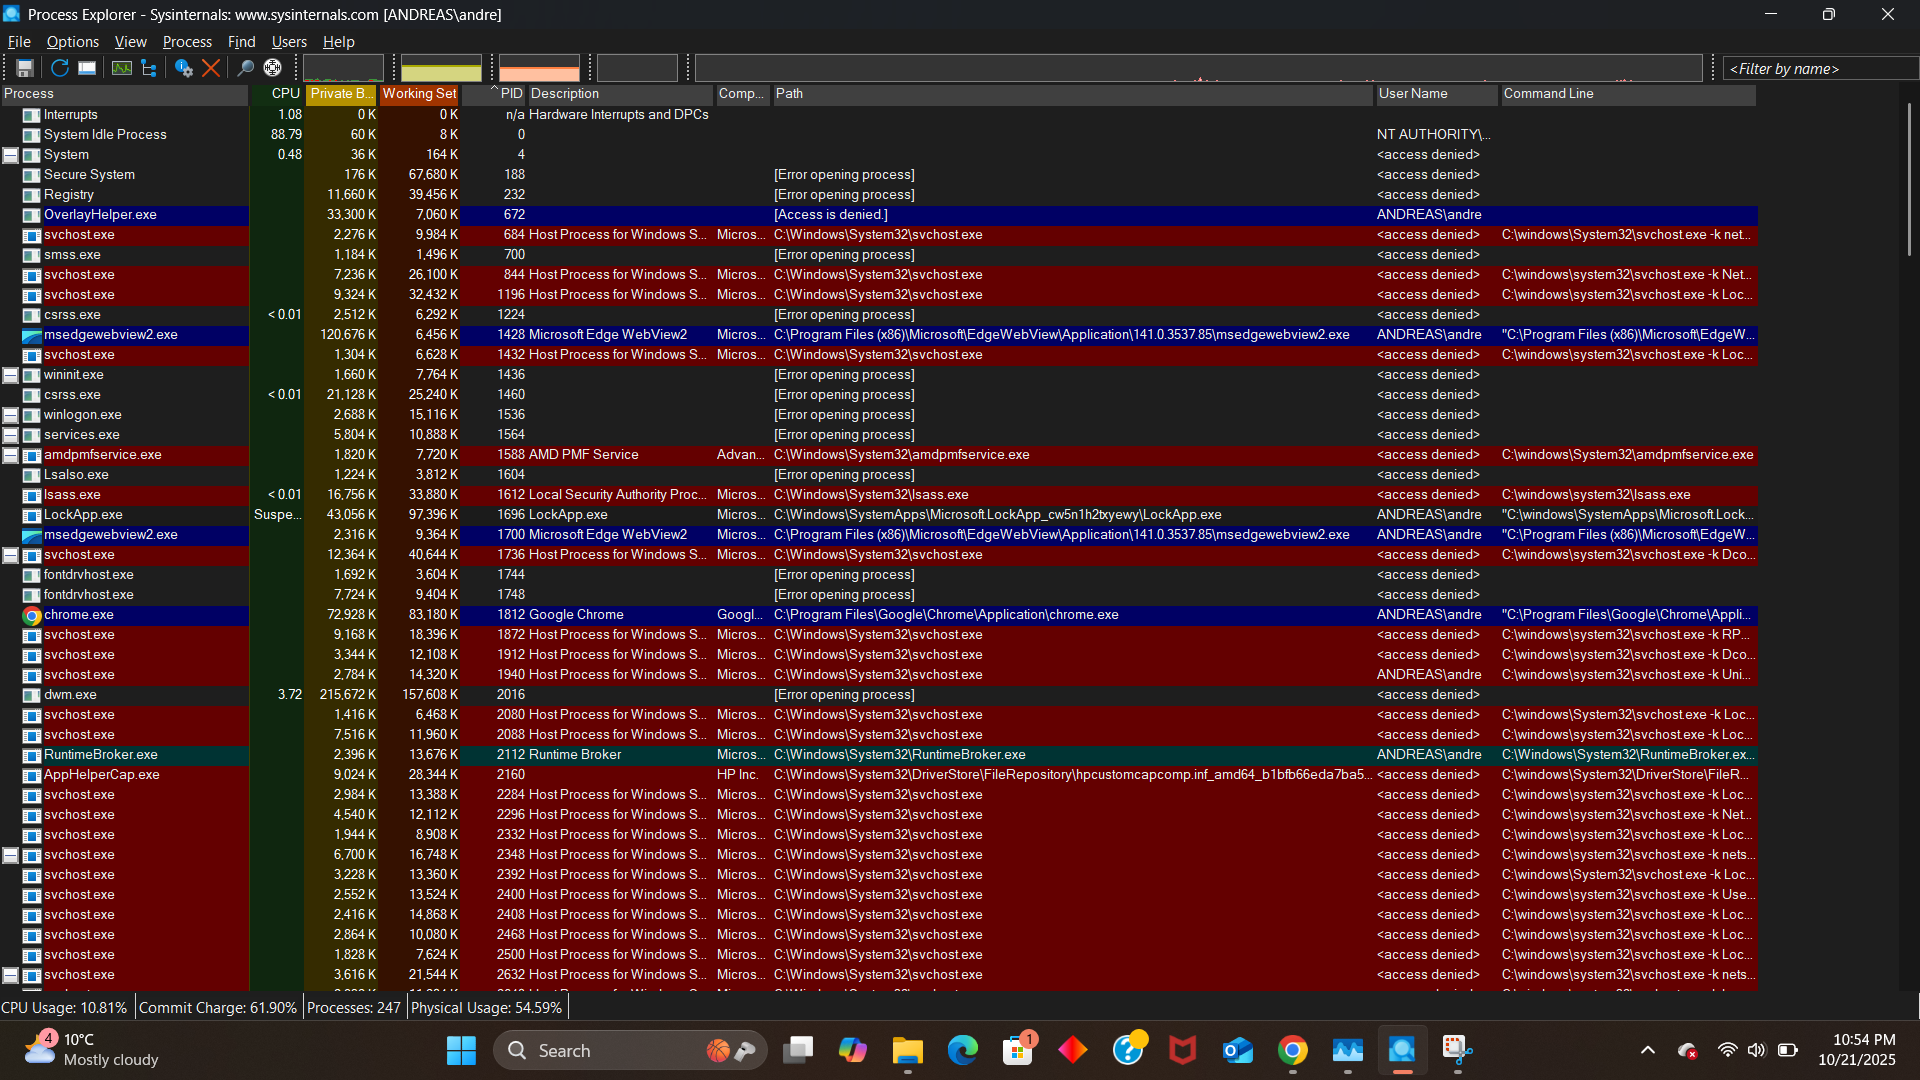 Process Explorer - Sysinternals: www.sysinternals.com [ANDREAS\andre]
File Options View Process Find Users Help
<Filter by name>
Process CPU Private B... Working Set PID Description Comp... Path User Name Command Line
Interrupts 1.08 0 K 0 K n/a Hardware Interrupts and DPCs
System Idle Process 88.79 60 K 8 K 0 NT AUTHORITY\...
System 0.48 36 K 164 K 4 <access denied>
Secure System 176 K 67,680 K 188 [Error opening process] <access denied>
Registry 11,660 K 39,456 K 232 [Error opening process] <access denied>
OverlayHelper.exe 33,300 K 7,060 K 672 [Access is denied.] ANDREAS\andre
svchost.exe 2,276 K 9,984 K 684 Host Process for Windows S... Micros... C:\Windows\System32\svchost.exe <access denied> C:\windows\System32\svchost.exe -k net...
smss.exe 1,184 K 1,496 K 700 [Error opening process] <access denied>
svchost.exe 7,236 K 26,100 K 844 Host Process for Windows S... Micros... C:\Windows\System32\svchost.exe <access denied> C:\windows\system32\svchost.exe -k Net...
svchost.exe 9,324 K 32,432 K 1196 Host Process for Windows S... Micros... C:\Windows\System32\svchost.exe <access denied> C:\windows\system32\svchost.exe -k Loc...
csrss.exe < 0.01 2,512 K 6,292 K 1224 [Error opening process] <access denied>
msedgewebview2.exe 120,676 K 6,456 K 1428 Microsoft Edge WebView2 Micros... C:\Program Files (x86)\Microsoft\EdgeWebView\Application\141.0.3537.85\msedgewebview2.exe ANDREAS\andre "C:\Program Files (x86)\Microsoft\EdgeW...
svchost.exe 1,304 K 6,628 K 1432 Host Process for Windows S... Micros... C:\Windows\System32\svchost.exe <access denied> C:\windows\system32\svchost.exe -k Loc...
wininit.exe 1,660 K 7,764 K 1436 [Error opening process] <access denied>
csrss.exe < 0.01 21,128 K 25,240 K 1460 [Error opening process] <access denied>
winlogon.exe 2,688 K 15,116 K 1536 [Error opening process] <access denied>
services.exe 5,804 K 10,888 K 1564 [Error opening process] <access denied>
amdpmfservice.exe 1,820 K 7,720 K 1588 AMD PMF Service Advan... C:\Windows\System32\amdpmfservice.exe <access denied> C:\windows\System32\amdpmfservice.exe
LsaIso.exe 1,224 K 3,812 K 1604 [Error opening process] <access denied>
lsass.exe < 0.01 16,756 K 33,880 K 1612 Local Security Authority Proc... Micros... C:\Windows\System32\lsass.exe <access denied> C:\windows\system32\lsass.exe
LockApp.exe Suspe... 43,056 K 97,396 K 1696 LockApp.exe Micros... C:\Windows\SystemApps\Microsoft.LockApp_cw5n1h2txyewy\LockApp.exe ANDREAS\andre "C:\windows\SystemApps\Microsoft.Lock...
msedgewebview2.exe 2,316 K 9,364 K 1700 Microsoft Edge WebView2 Micros... C:\Program Files (x86)\Microsoft\EdgeWebView\Application\141.0.3537.85\msedgewebview2.exe ANDREAS\andre "C:\Program Files (x86)\Microsoft\EdgeW...
svchost.exe 12,364 K 40,644 K 1736 Host Process for Windows S... Micros... C:\Windows\System32\svchost.exe <access denied> C:\windows\system32\svchost.exe -k Dco...
fontdrvhost.exe 1,692 K 3,604 K 1744 [Error opening process] <access denied>
fontdrvhost.exe 7,724 K 9,404 K 1748 [Error opening process] <access denied>
chrome.exe 72,928 K 83,180 K 1812 Google Chrome Googl... C:\Program Files\Google\Chrome\Application\chrome.exe ANDREAS\andre "C:\Program Files\Google\Chrome\Appli...
svchost.exe 9,168 K 18,396 K 1872 Host Process for Windows S... Micros... C:\Windows\System32\svchost.exe <access denied> C:\windows\system32\svchost.exe -k RP...
svchost.exe 3,344 K 12,108 K 1912 Host Process for Windows S... Micros... C:\Windows\System32\svchost.exe <access denied> C:\windows\system32\svchost.exe -k Dco...
svchost.exe 2,784 K 14,320 K 1940 Host Process for Windows S... Micros... C:\Windows\System32\svchost.exe ANDREAS\andre C:\windows\system32\svchost.exe -k Uni...
dwm.exe 3.72 215,672 K 157,608 K 2016 [Error opening process] <access denied>
svchost.exe 1,416 K 6,468 K 2080 Host Process for Windows S... Micros... C:\Windows\System32\svchost.exe <access denied> C:\windows\System32\svchost.exe -k Loc...
svchost.exe 7,516 K 11,960 K 2088 Host Process for Windows S... Micros... C:\Windows\System32\svchost.exe <access denied> C:\windows\system32\svchost.exe -k Loc...
RuntimeBroker.exe 2,396 K 13,676 K 2112 Runtime Broker Micros... C:\Windows\System32\RuntimeBroker.exe ANDREAS\andre C:\Windows\System32\RuntimeBroker.ex...
AppHelperCap.exe 9,024 K 28,344 K 2160 HP Inc. C:\Windows\System32\DriverStore\FileRepository\hpcustomcapcomp.inf_amd64_b1bfb66eda7ba5... <access denied> C:\windows\System32\DriverStore\FileR...
svchost.exe 2,984 K 13,388 K 2284 Host Process for Windows S... Micros... C:\Windows\System32\svchost.exe <access denied> C:\windows\system32\svchost.exe -k Loc...
svchost.exe 4,540 K 12,112 K 2296 Host Process for Windows S... Micros... C:\Windows\System32\svchost.exe <access denied> C:\windows\system32\svchost.exe -k Net...
svchost.exe 1,944 K 8,908 K 2332 Host Process for Windows S... Micros... C:\Windows\System32\svchost.exe <access denied> C:\windows\system32\svchost.exe -k Loc...
svchost.exe 6,700 K 16,748 K 2348 Host Process for Windows S... Micros... C:\Windows\System32\svchost.exe <access denied> C:\windows\system32\svchost.exe -k nets...
svchost.exe 3,228 K 13,360 K 2392 Host Process for Windows S... Micros... C:\Windows\System32\svchost.exe <access denied> C:\windows\System32\svchost.exe -k Loc...
svchost.exe 2,552 K 13,524 K 2400 Host Process for Windows S... Micros... C:\Windows\System32\svchost.exe <access denied> C:\windows\system32\svchost.exe -k Use...
svchost.exe 2,416 K 14,868 K 2408 Host Process for Windows S... Micros... C:\Windows\System32\svchost.exe <access denied> C:\windows\system32\svchost.exe -k Loc...
svchost.exe 2,864 K 10,080 K 2468 Host Process for Windows S... Micros... C:\Windows\System32\svchost.exe <access denied> C:\windows\system32\svchost.exe -k Loc...
svchost.exe 1,828 K 7,624 K 2500 Host Process for Windows S... Micros... C:\Windows\System32\svchost.exe <access denied> C:\windows\system32\svchost.exe -k Loc...
svchost.exe 3,616 K 21,544 K 2632 Host Process for Windows S... Micros... C:\Windows\System32\svchost.exe <access denied> C:\windows\system32\svchost.exe -k nets...
CPU Usage: 10.81% Commit Charge: 61.90% Processes: 247 Physical Usage: 54.59%
4 10°C
Mostly cloudy
Search
1
10:54 PM
10/21/2025